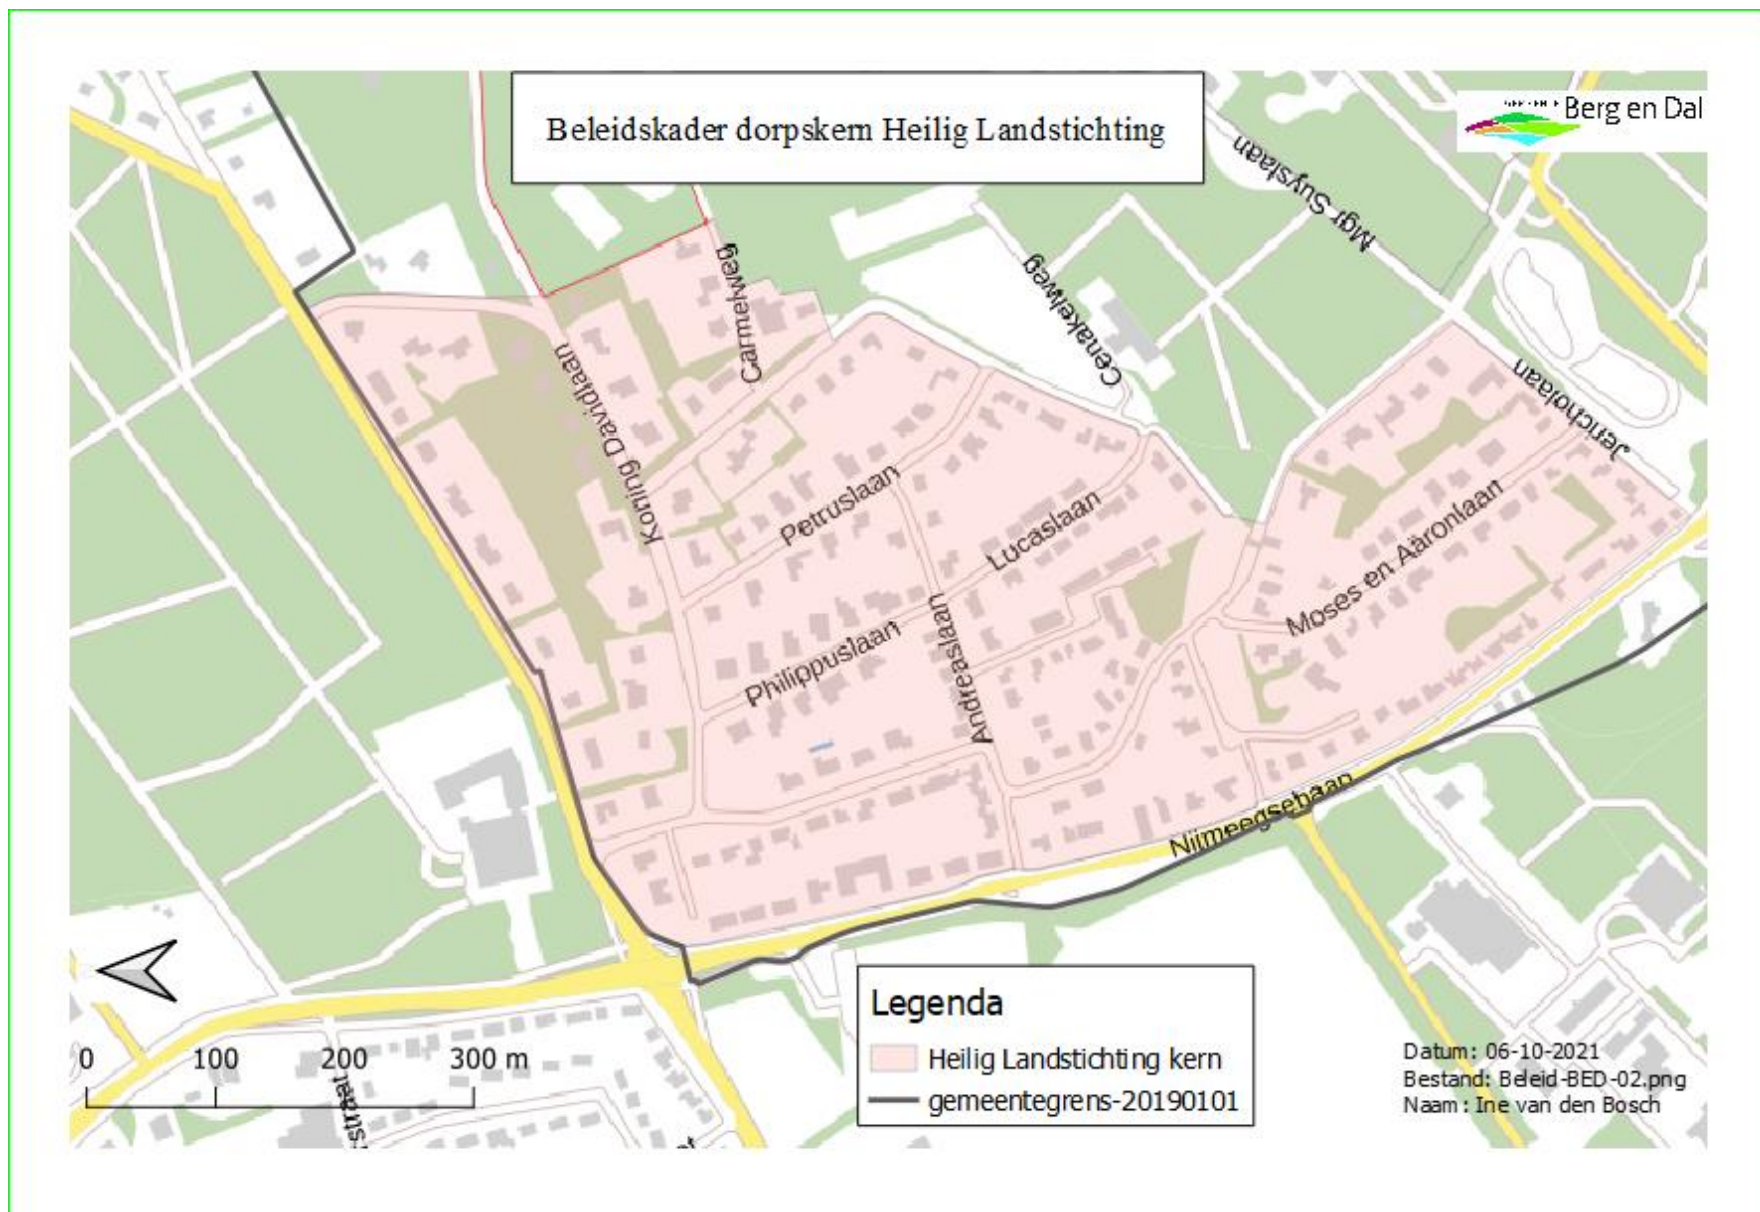 Beleidskader dorpskern Heilig Landstichting
Berg en Dal
Mgr Suyslaan
Carmelweg
Cenakelweg
Koning Davidlaan
Jericholaan
Petruslaan
Lucaslaan
Moses en Aäronlaan
Philippuslaan
Andreaslaan
Nijmeegsebaan
Legenda
Heilig Landstichting kern
gemeentegrens-20190101
0 100 200 300 m
Datum: 06-10-2021
Bestand: Beleid-BED-02.png
Naam: Ine van den Bosch